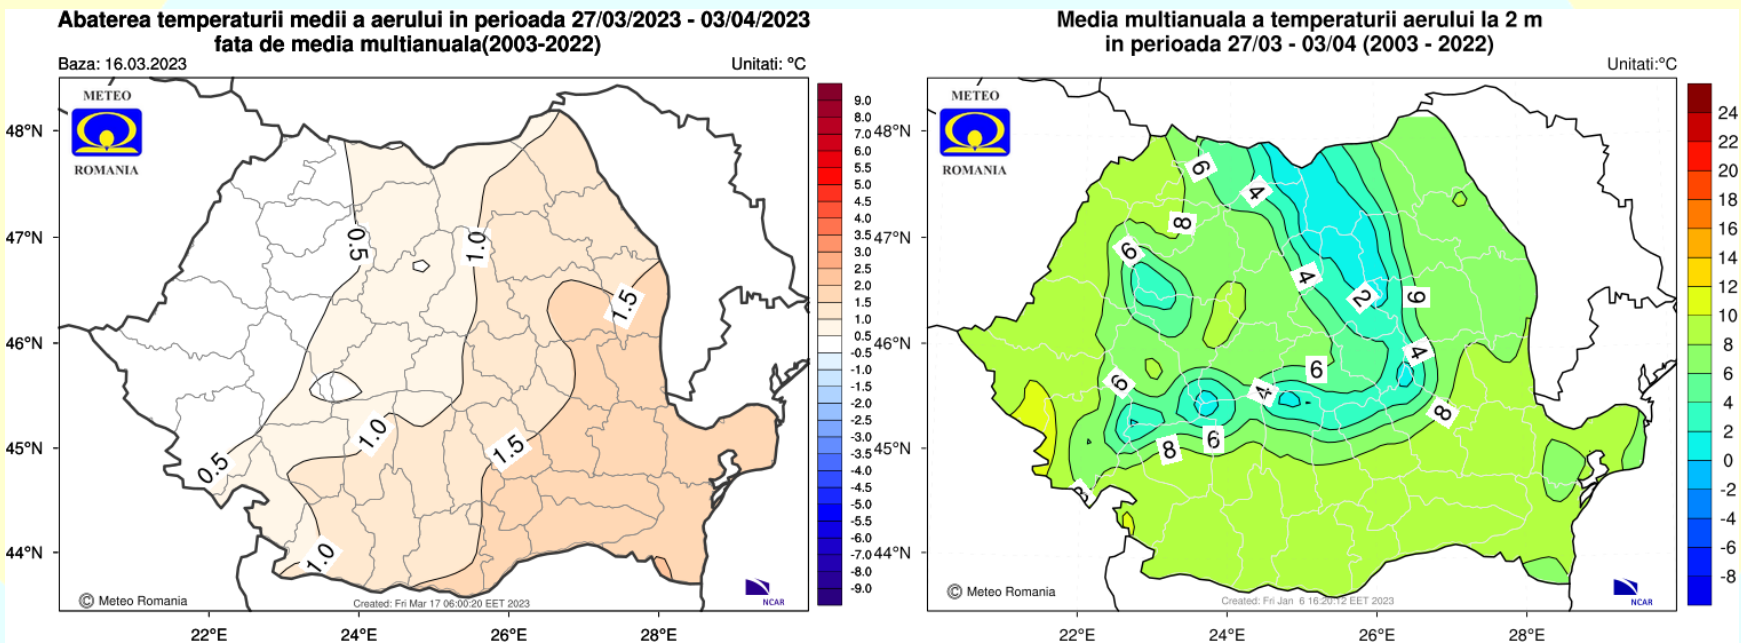 Abaterea temperaturii medii a aerului in perioada 27/03/2023 - 03/04/2023
fata de media multianuala(2003-2022)
Baza: 16.03.2023
Unitati: °C
METEO
ROMANIA
48°N
47°N
46°N
45°N
44°N
22°E
24°E
26°E
28°E
0.5
1.0
1.5
1.0
1.5
0.5
1.0
9.0
8.0
7.0
6.0
5.5
5.0
4.5
4.0
3.5
3.0
2.5
2.0
1.5
1.0
0.5
-0.5
-1.0
-1.5
-2.0
-2.5
-3.0
-3.5
-4.0
-4.5
-5.0
-5.5
-6.0
-7.0
-8.0
-9.0
© Meteo Romania
Created: Fri Mar 17 06:00:20 EET 2023
NCAR
Media multianuala a temperaturii aerului la 2 m
in perioada 27/03 - 03/04 (2003 - 2022)
Unitati:°C
METEO
ROMANIA
48°N
47°N
46°N
45°N
44°N
22°E
24°E
26°E
28°E
6
4
8
6
4
2
6
4
6
6
4
8
8
6
8
24
22
20
18
16
14
12
10
8
6
4
2
0
-2
-4
-6
-8
© Meteo Romania
Created: Fri Jan 6 16:20:12 EET 2023
NCAR